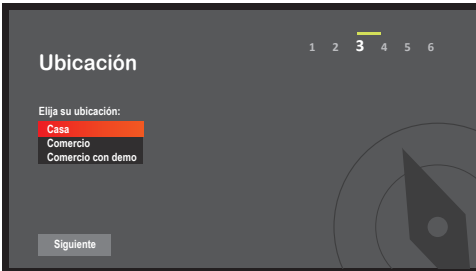 1 2 3 4 5 6
Ubicación
Elija su ubicación:
Casa
Comercio
Comercio con demo
Siguiente